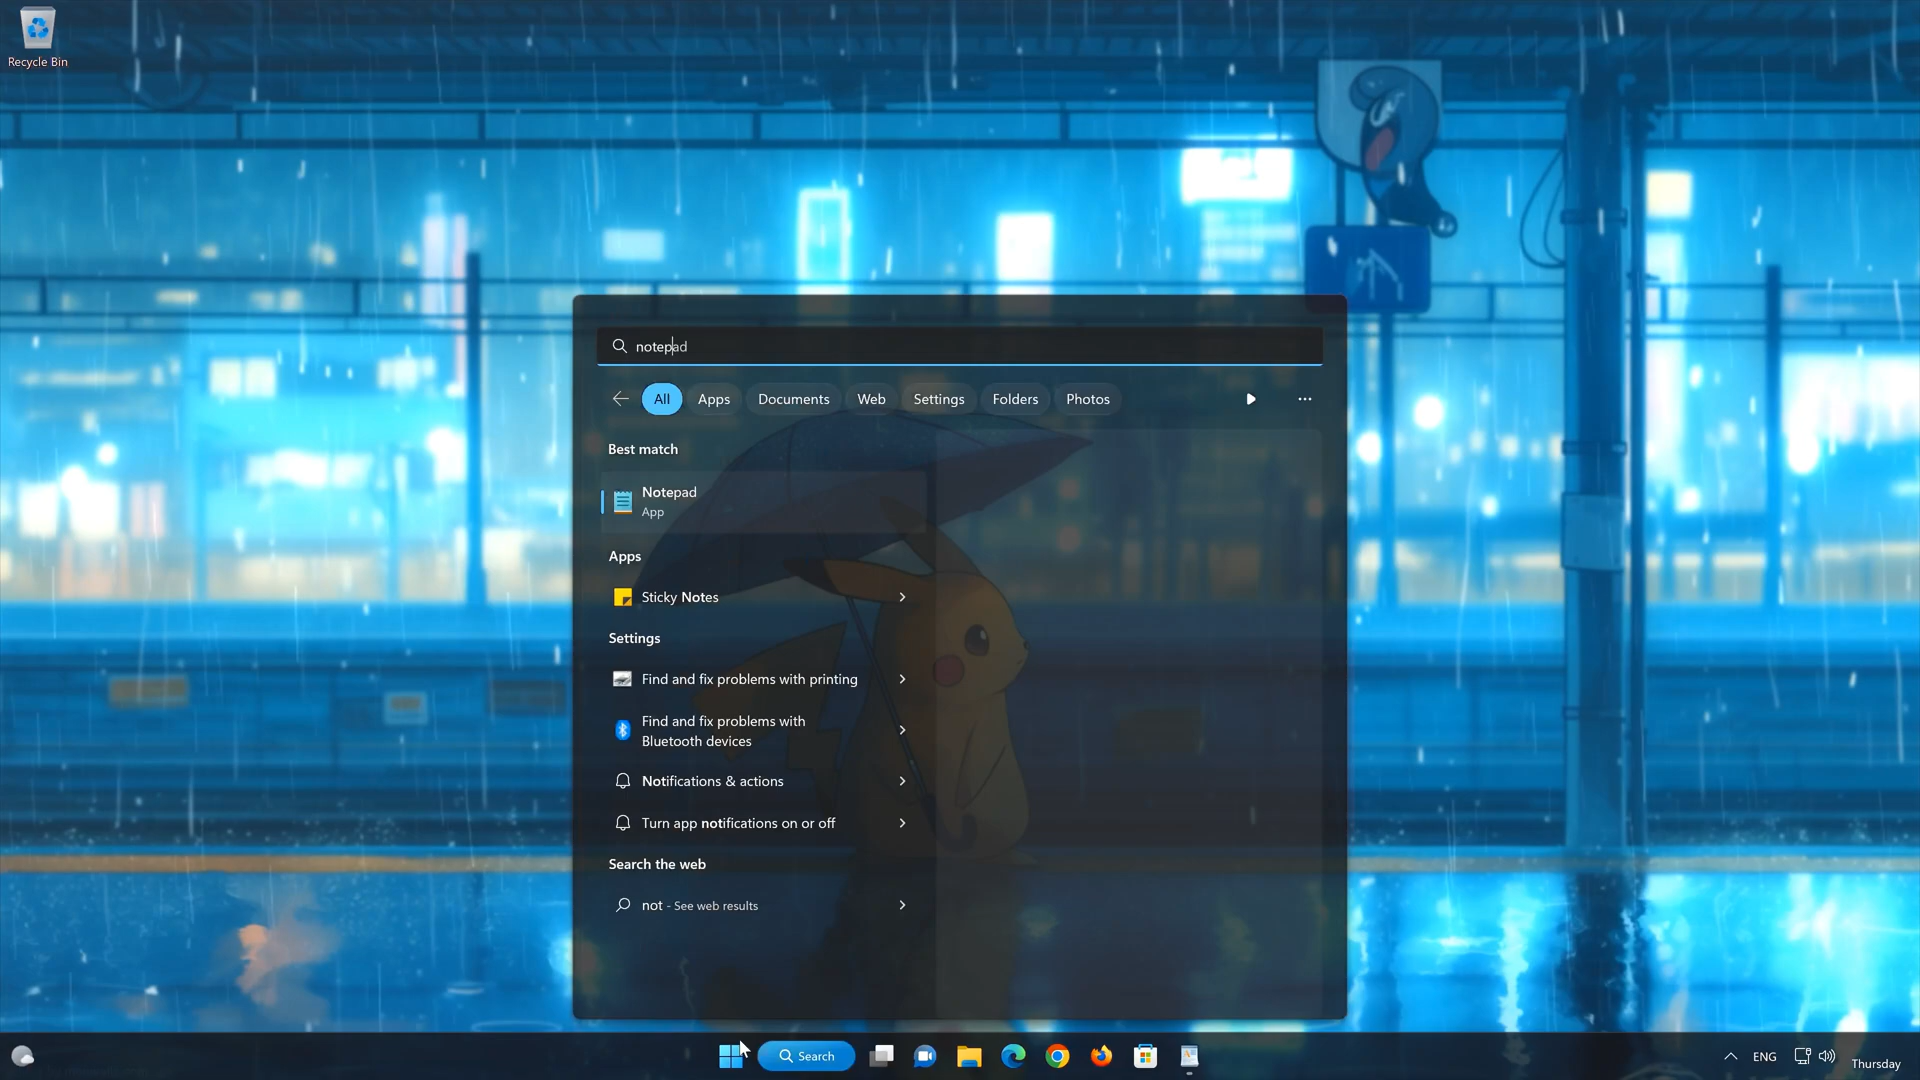 Recycle Bin
notepad
All Apps Documents Web Settings Folders Photos
Best match
Notepad
App
Apps
Sticky Notes
Settings
Find and fix problems with printing
Find and fix problems with
Bluetooth devices
Notifications & actions
Turn app notifications on or off
Search the web
not - See web results
Search
ENG
Thursday